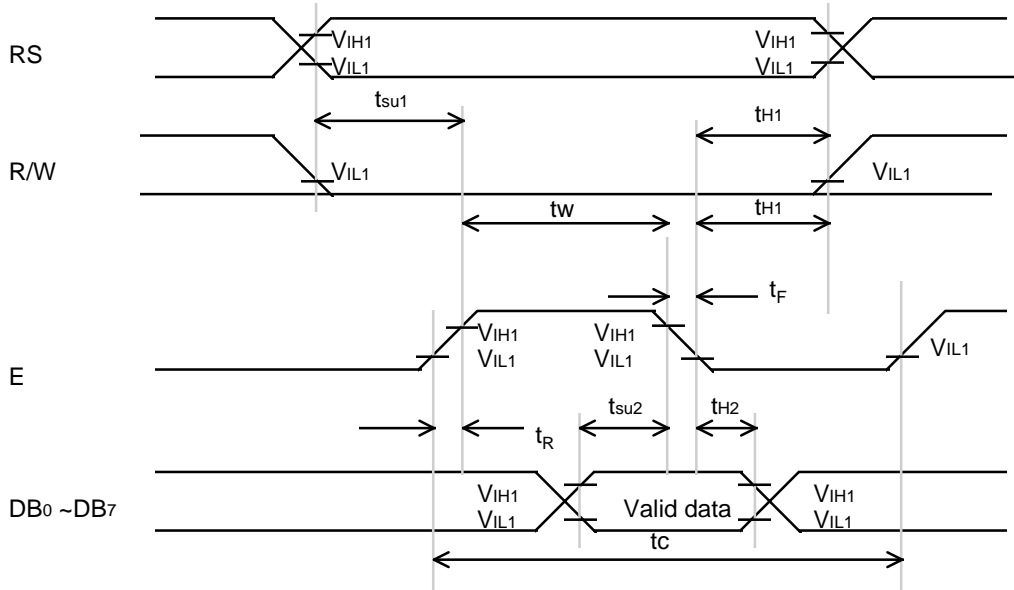 RS
VIH1 VIH1
VIL1 VIL1
tsu1 tH1
R/W VIL1 VIL1
tw tH1
tF
VIH1 VIH1
VIL1 VIL1 VIL1
E
tsu2 tH2
tR
VIH1 VIH1
DB0 ~DB7 Valid data
VIL1 VIL1
tc